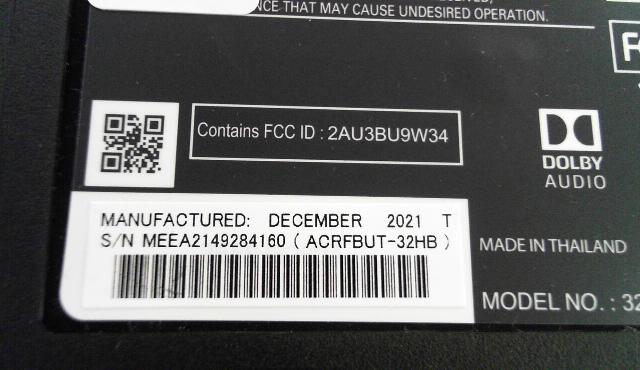 NCE THAT MAY CAUSE UNDESIRED OPERATION.
Contains FCC ID : 2AU3BU9W34
DOLBY
AUDIO
MANUFACTURED: DECEMBER 2021 T
S/N MEEA2149284160 ( ACRFBUT-32HB )
MADE IN THAILAND
MODEL NO. : 32